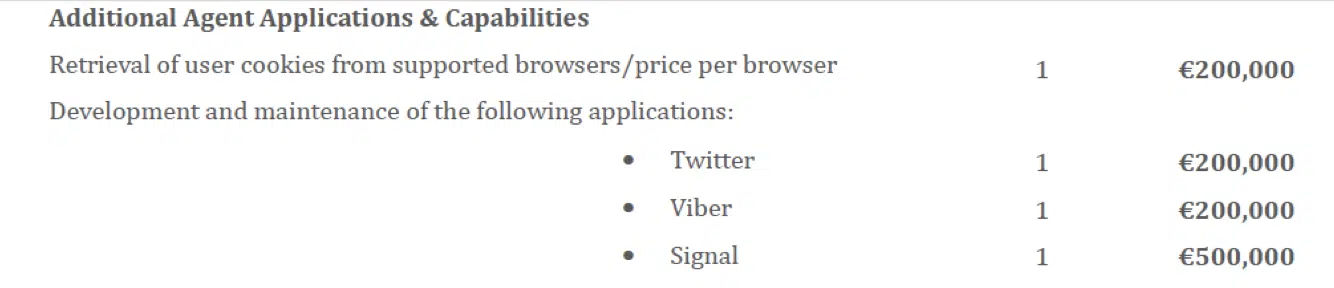 Additional Agent Applications & Capabilities
Retrieval of user cookies from supported browsers/price per browser 1 €200,000
Development and maintenance of the following applications:
• Twitter 1 €200,000
• Viber 1 €200,000
• Signal 1 €500,000